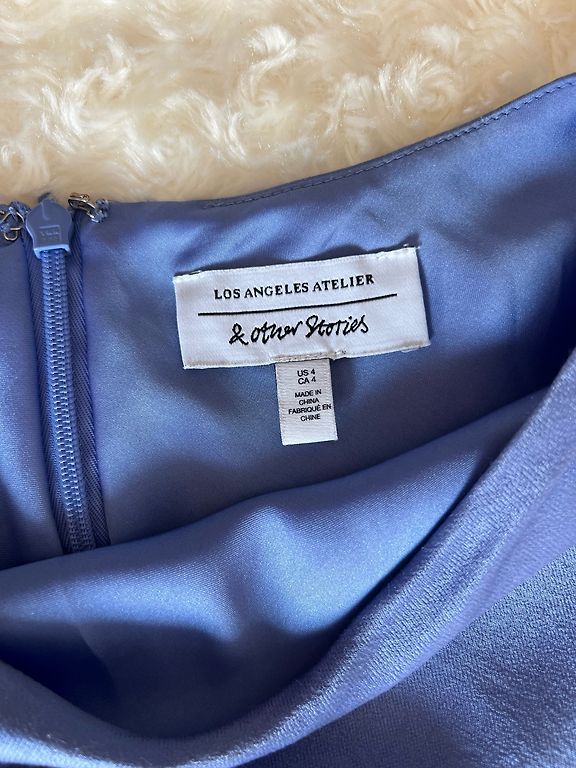 LOS ANGELES ATELIER
& other Stories
US 4
CA 4
MADE IN
CHINA
FABRIQUÉ EN
CHINE